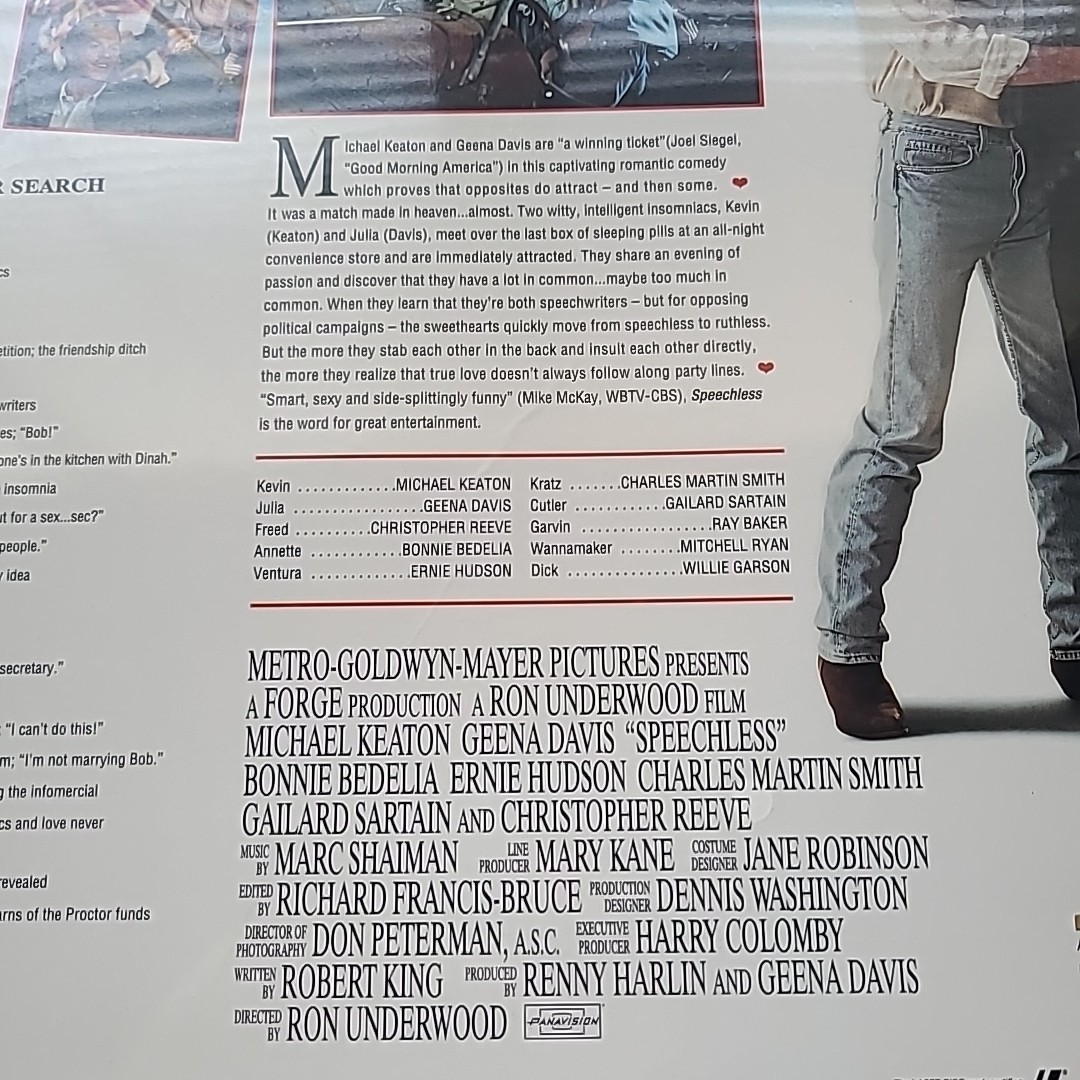 R SEARCH
cs
etition; the friendship ditch
writers
es; “Bob!”
one’s in the kitchen with Dinah.”
insomnia
ut for a sex...sec?”
people.”
y idea
secretary.”
“I can’t do this!”
m; “I’m not marrying Bob.”
g the infomercial
cs and love never
revealed
arns of the Proctor funds
Michael Keaton and Geena Davis are “a winning ticket”(Joel Siegel,
“Good Morning America”) in this captivating romantic comedy
which proves that opposites do attract – and then some. ❤
It was a match made in heaven...almost. Two witty, intelligent insomniacs, Kevin
(Keaton) and Julia (Davis), meet over the last box of sleeping pills at an all-night
convenience store and are immediately attracted. They share an evening of
passion and discover that they have a lot in common...maybe too much in
common. When they learn that they’re both speechwriters – but for opposing
political campaigns – the sweethearts quickly move from speechless to ruthless.
But the more they stab each other in the back and insult each other directly,
the more they realize that true love doesn’t always follow along party lines. ❤
“Smart, sexy and side-splittingly funny” (Mike McKay, WBTV-CBS), Speechless
is the word for great entertainment.
Kevin .............MICHAEL KEATON Kratz .......CHARLES MARTIN SMITH
Julia .................GEENA DAVIS Cutler ............GAILARD SARTAIN
Freed ..........CHRISTOPHER REEVE Garvin .................RAY BAKER
Annette ............BONNIE BEDELIA Wannamaker ........MITCHELL RYAN
Ventura .............ERNIE HUDSON Dick ...............WILLIE GARSON
METRO-GOLDWYN-MAYER PICTURES PRESENTS
A FORGE PRODUCTION A RON UNDERWOOD FILM
MICHAEL KEATON GEENA DAVIS “SPEECHLESS”
BONNIE BEDELIA ERNIE HUDSON CHARLES MARTIN SMITH
GAILARD SARTAIN AND CHRISTOPHER REEVE
MUSIC BY MARC SHAIMAN LINE PRODUCER MARY KANE COSTUME DESIGNER JANE ROBINSON
EDITED BY RICHARD FRANCIS-BRUCE PRODUCTION DESIGNER DENNIS WASHINGTON
DIRECTOR OF PHOTOGRAPHY DON PETERMAN, A.S.C. EXECUTIVE PRODUCER HARRY COLOMBY
WRITTEN BY ROBERT KING PRODUCED BY RENNY HARLIN AND GEENA DAVIS
DIRECTED BY RON UNDERWOOD PANAVISION®